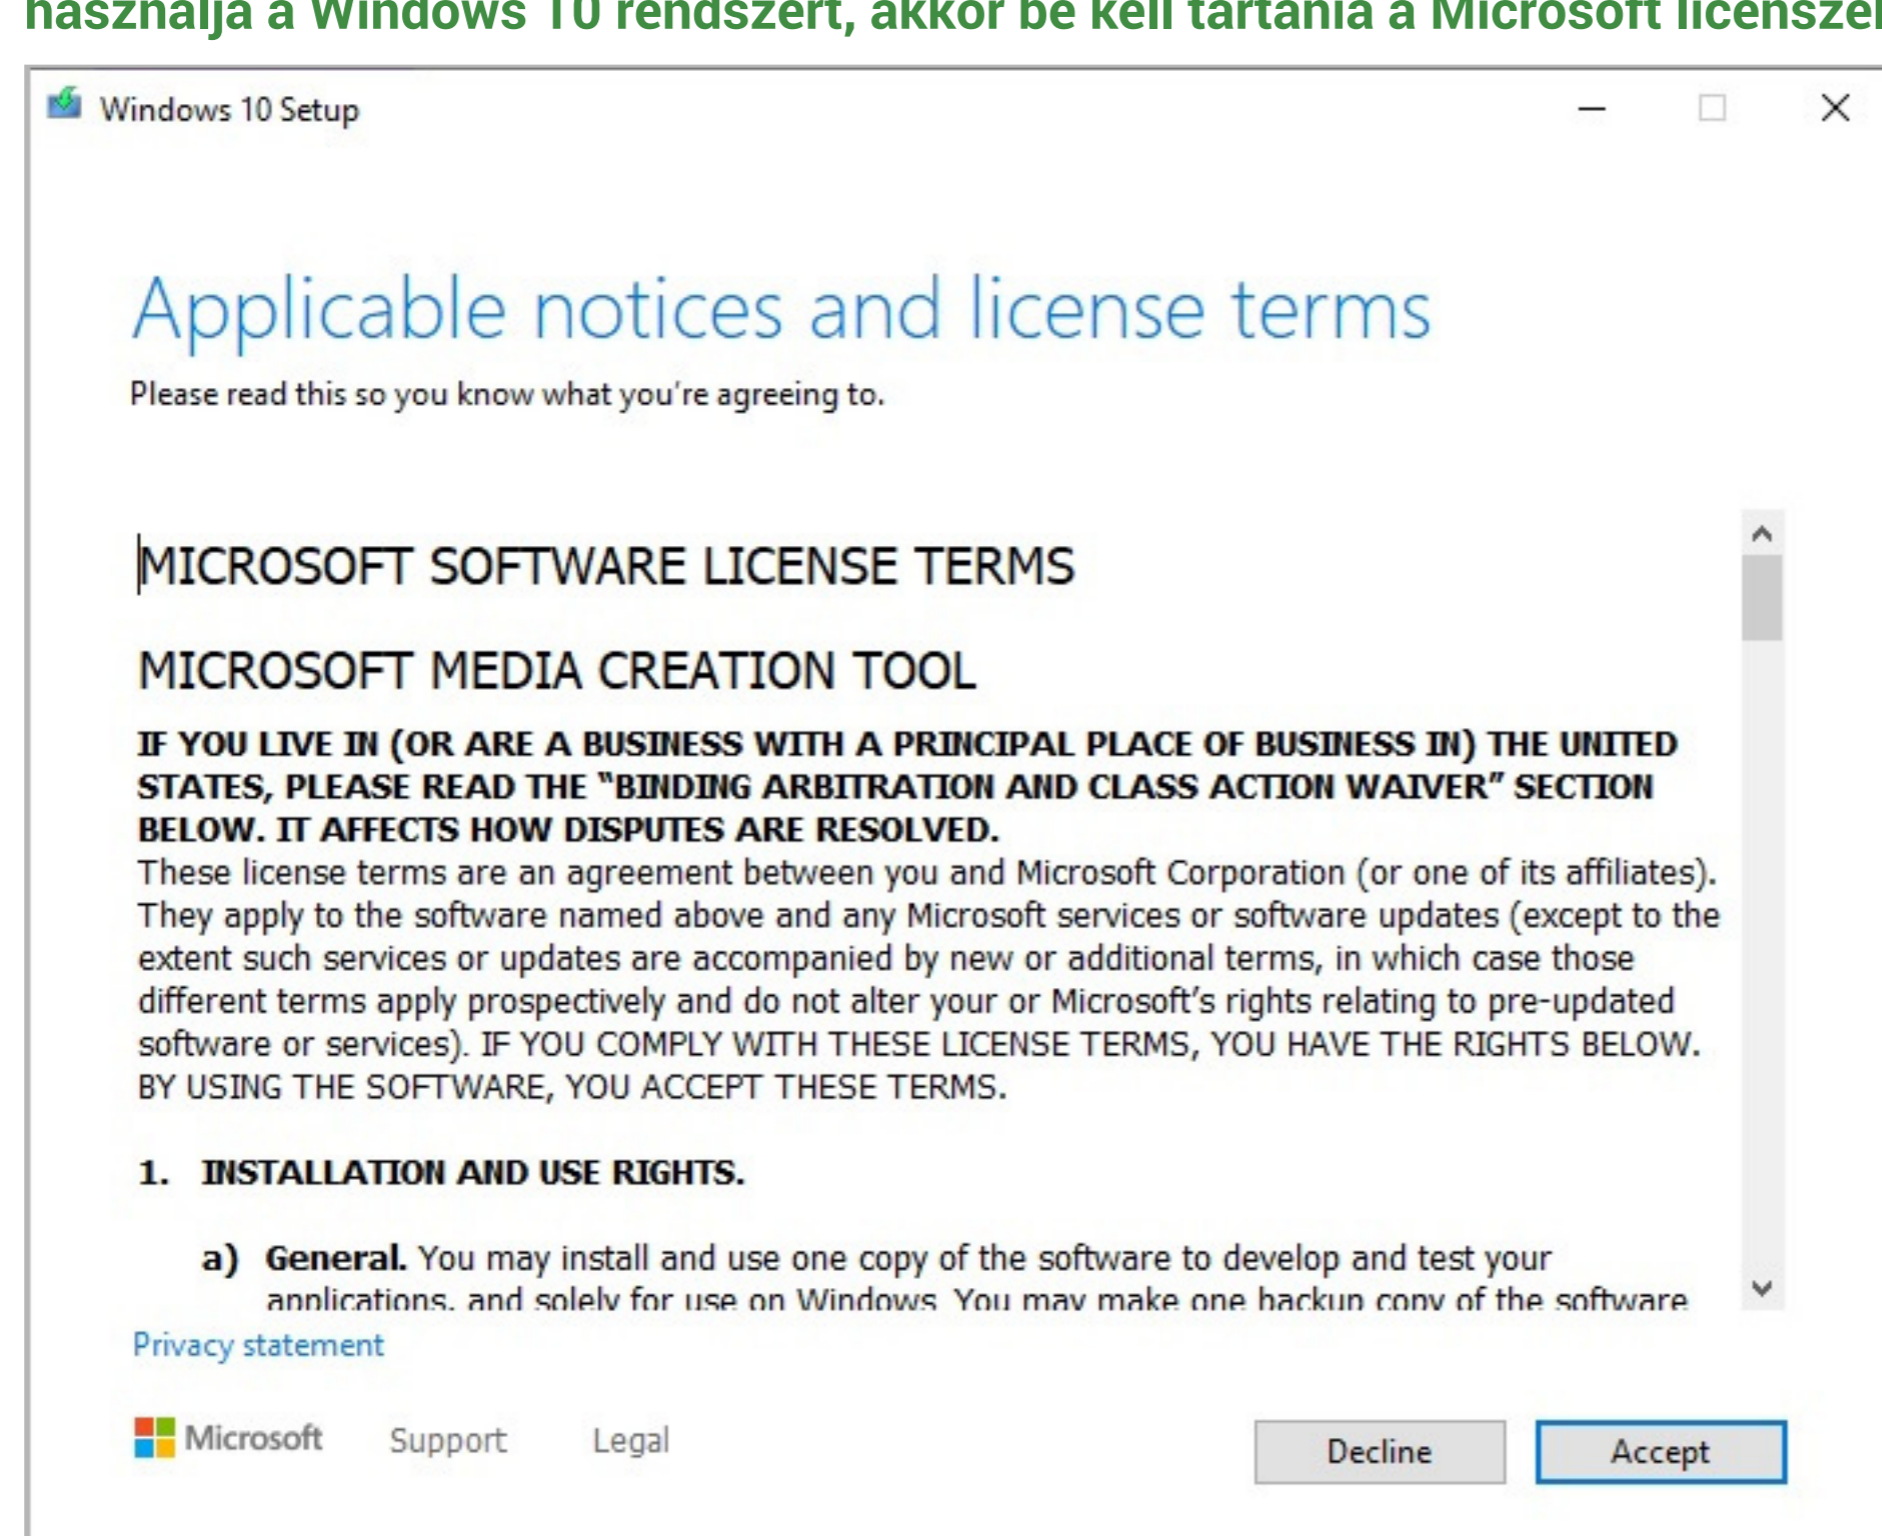 használja a Windows 10 rendszert, akkor be kell tartania a Microsoft
Windows 10 Setup
Applicable notices and license terms
Please read this so you know what you're agreeing to.
MICROSOFT SOFTWARE LICENSE TERMS
MICROSOFT MEDIA CREATION TOOL
IF YOU LIVE IN (OR ARE A BUSINESS WITH A PRINCIPAL PLACE OF BUSINESS IN) THE UNITED
STATES, PLEASE READ THE “BINDING ARBITRATION AND CLASS ACTION WAIVER” SECTION
BELOW. IT AFFECTS HOW DISPUTES ARE RESOLVED.
These license terms are an agreement between you and Microsoft Corporation (or one of its affiliates).
They apply to the software named above and any Microsoft services or software updates (except to the
extent such services or updates are accompanied by new or additional terms, in which case those
different terms apply prospectively and do not alter your or Microsoft’s rights relating to pre-updated
software or services). IF YOU COMPLY WITH THESE LICENSE TERMS, YOU HAVE THE RIGHTS BELOW.
BY USING THE SOFTWARE, YOU ACCEPT THESE TERMS.
1. INSTALLATION AND USE RIGHTS.
a) General. You may install and use one copy of the software to develop and test your
applications, and solely for use on Windows. You may make one backup copy of the software
Privacy statement
Microsoft Support Legal
Decline Accept